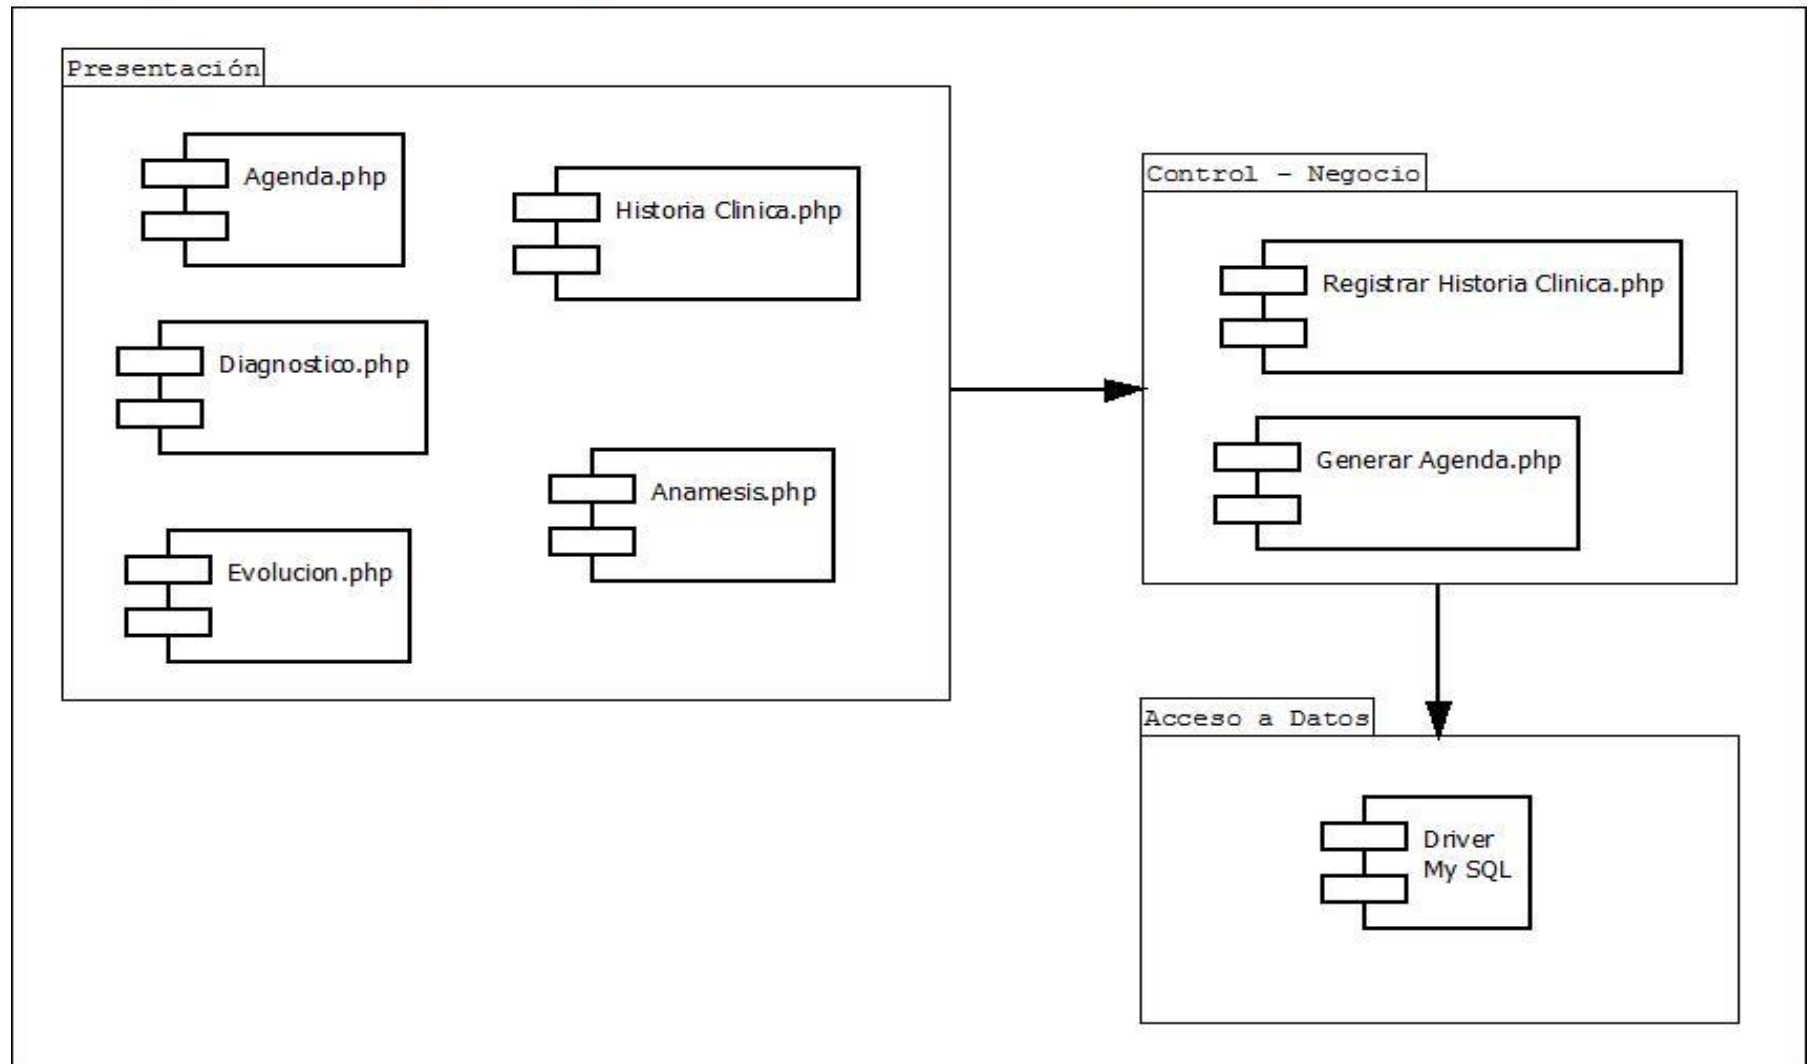 Presentación
Agenda.php
Historia Clinica.php
Diagnostico.php
Anamesis.php
Evolucion.php
Control - Negocio
Registrar Historia Clinica.php
Generar Agenda.php
Acceso a Datos
Driver
My SQL